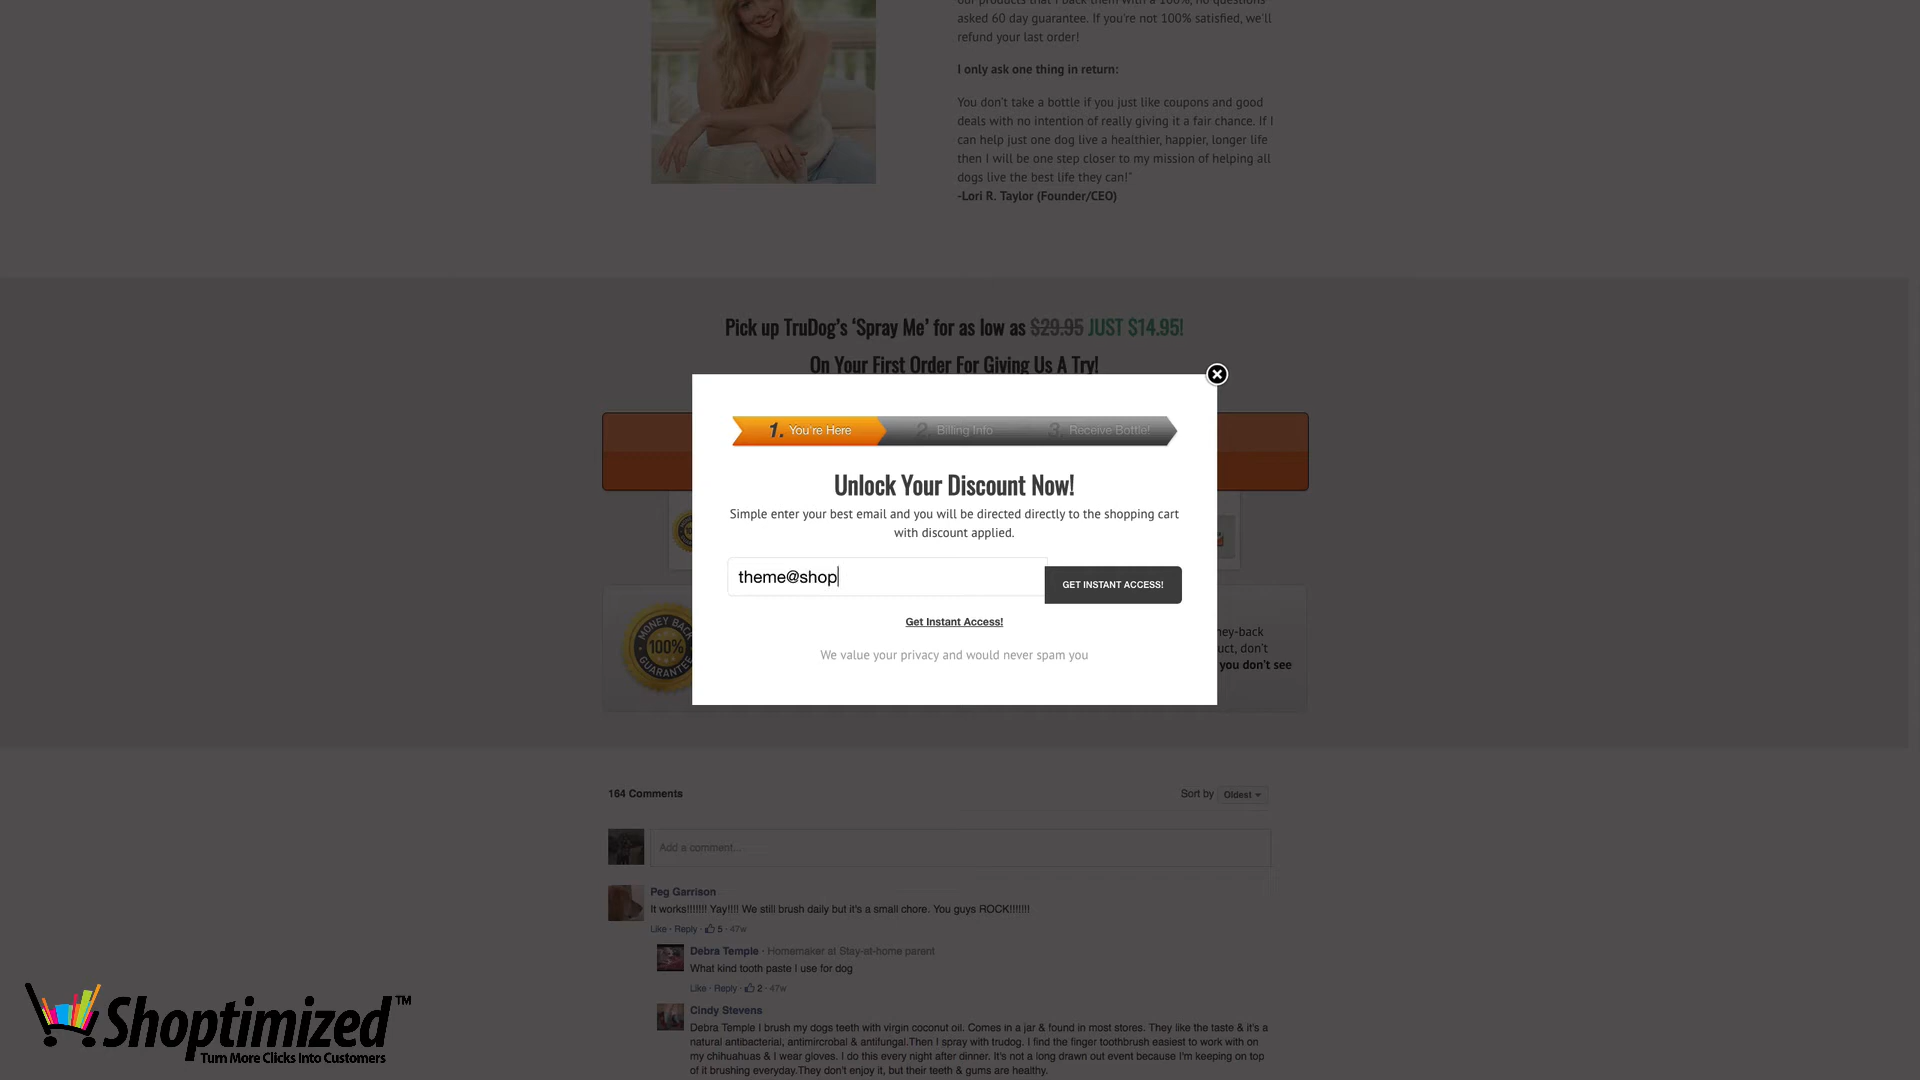 our products that I back them with a 100%, no questions
asked 60 day guarantee. If you're not 100% satisfied, we'll
refund your last order!
I only ask one thing in return:
You don't take a bottle if you just like coupons and good
deals with no intention of really giving it a fair chance. If I
can help just one dog live a healthier, happier, longer life
then I will be one step closer to my mission of helping all
dogs live the best life they can!"
-Lori R. Taylor (Founder/CEO)
Pick up TruDog's 'Spray Me' for as low as $29.95 JUST $14.95!
On Your First Order For Giving Us A Try!
1. You're Here 2. Billing Info 3. Receive Bottle!
Unlock Your Discount Now!
Simple enter your best email and you will be directed directly to the shopping cart
with discount applied.
theme@shop
GET INSTANT ACCESS!
Get Instant Access!
We value your privacy and would never spam you
MONEY BACK
100%
GUARANTEE
ney-back
uct, don't
you don't see
164 Comments
Sort by Oldest
Add a comment...
Peg Garrison
It works!!!!!!! Yay!!!! We still brush daily but it's a small chore. You guys ROCK!!!!!!!
Like · Reply · 5 · 47w
Debra Temple · Homemaker at Stay-at-home parent
What kind tooth paste I use for dog
Like · Reply · 2 · 47w
Cindy Stevens
Debra Temple I brush my dogs teeth with virgin coconut oil. Comes in a jar & found in most stores. They like the taste & it's a
natural antibacterial, antimircrobal & antifungal.Then I spray with trudog. I find the finger toothbrush easiest to work with on
my chihuahuas & I wear gloves. I do this every night after dinner. It's not a long drawn out event because I'm keeping on top
of it brushing everyday.They don't enjoy it, but their teeth & gums are healthy.
Shoptimized™
Turn More Clicks Into Customers